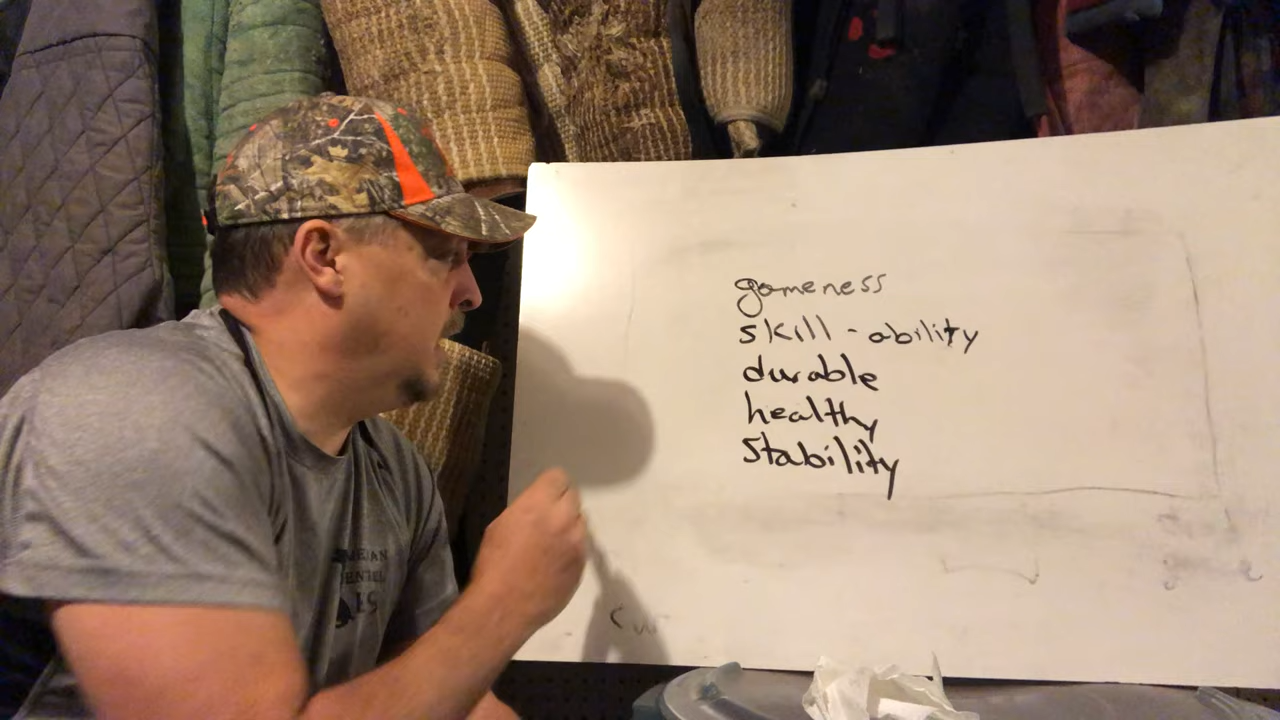 gameness
skill - ability
durable
healthy
stability